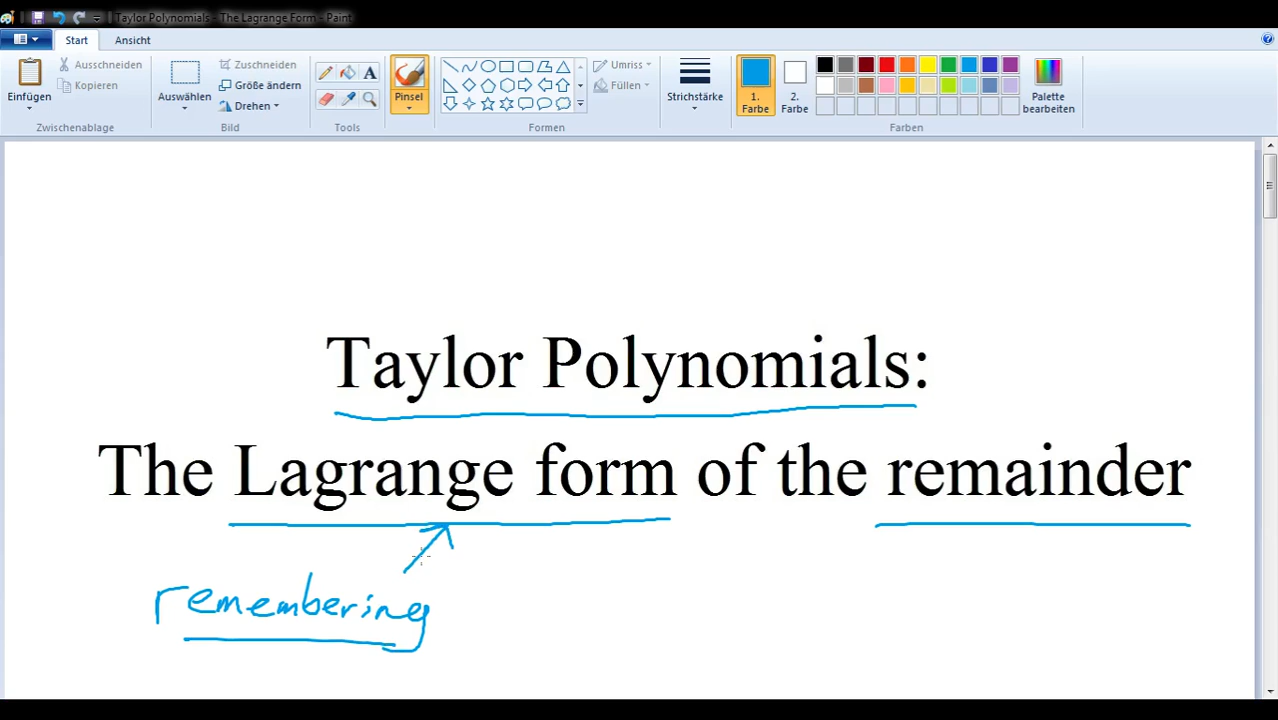 Taylor Polynomials - The Lagrange Form - Paint
Start Ansicht
Einfügen
Ausschneiden
Kopieren
Zwischenablage
Auswählen
Zuschneiden
Größe ändern
Drehen
Bild
A
Tools
Pinsel
Umriss
Füllen
Formen
Strichstärke
1. Farbe
2. Farbe
Palette bearbeiten
Farben
Taylor Polynomials:
The Lagrange form of the remainder
remembering